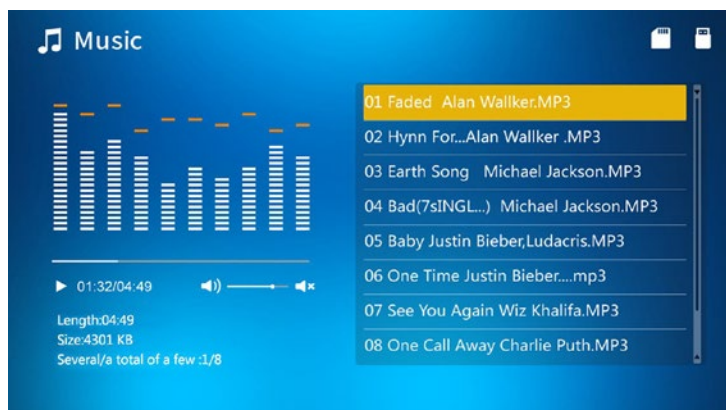 Music
01 Faded Alan Wallker.MP3
02 Hynn For...Alan Wallker .MP3
03 Earth Song Michael Jackson.MP3
04 Bad(7sINGL...) Michael Jackson.MP3
05 Baby Justin Bieber,Ludacris.MP3
06 One Time Justin Bieber....mp3
07 See You Again Wiz Khalifa.MP3
08 One Call Away Charlie Puth.MP3
01:32/04:49
Length:04:49
Size:4301 KB
Several/a total of a few :1/8